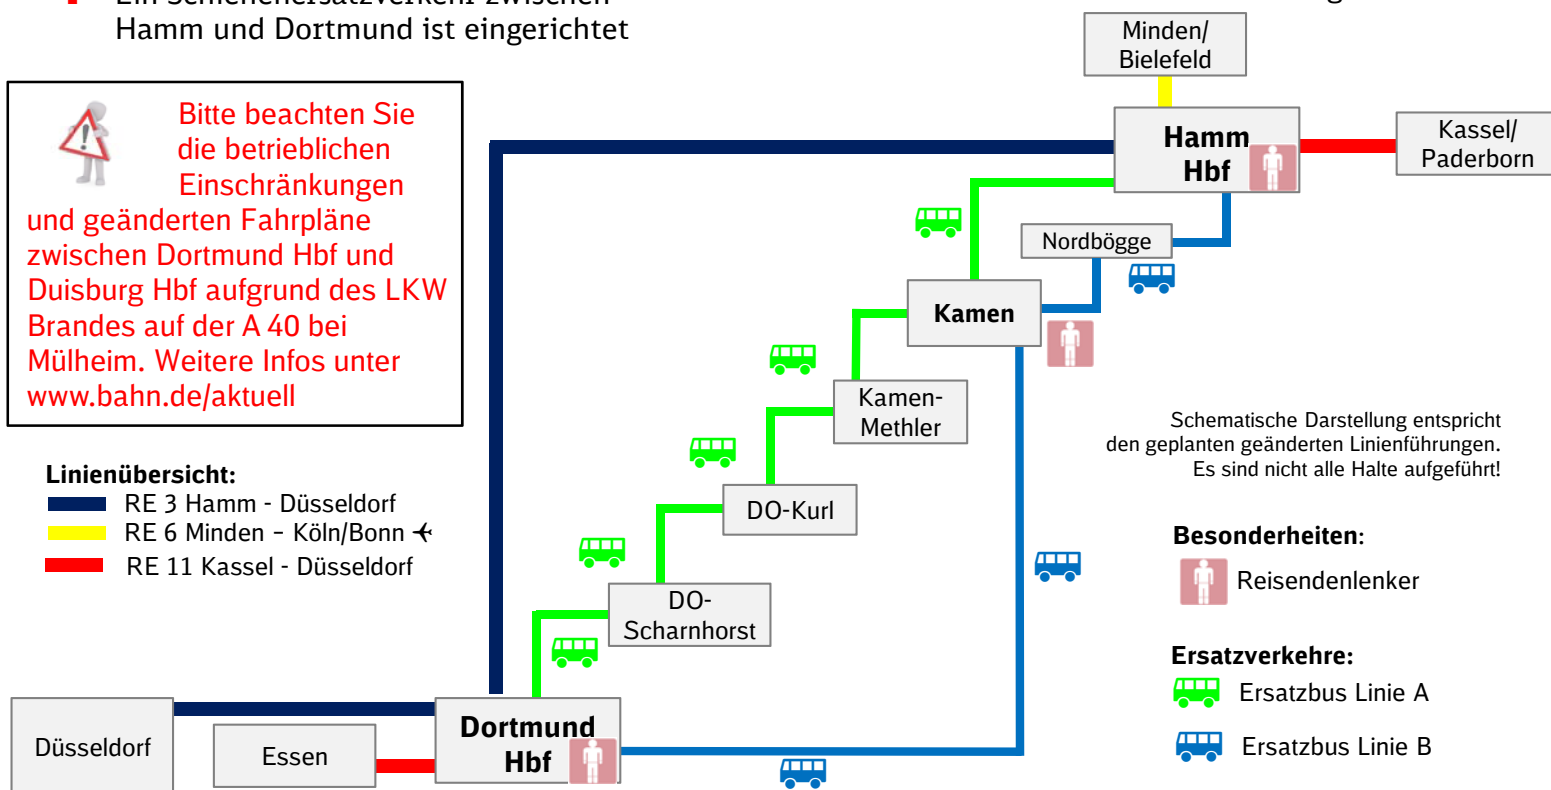 Hamm und Dortmund ist eingerichtet
Bitte beachten Sie
die betrieblichen
Einschränkungen
und geänderten Fahrpläne
zwischen Dortmund Hbf und
Duisburg Hbf aufgrund des LKW
Brandes auf der A 40 bei
Mülheim. Weitere Infos unter
www.bahn.de/aktuell
Minden/
Bielefeld
Hamm
Hbf
Kassel/
Paderborn
Nordbögge
Kamen
Kamen-
Methler
DO-Kurl
DO-
Scharnhorst
Dortmund
Hbf
Düsseldorf
Essen
Linienübersicht:
RE 3 Hamm - Düsseldorf
RE 6 Minden – Köln/Bonn
RE 11 Kassel - Düsseldorf
Schematische Darstellung entspricht
den geplanten geänderten Linienführungen.
Es sind nicht alle Halte aufgeführt!
Besonderheiten:
Reisendenlenker
Ersatzverkehre:
Ersatzbus Linie A
Ersatzbus Linie B